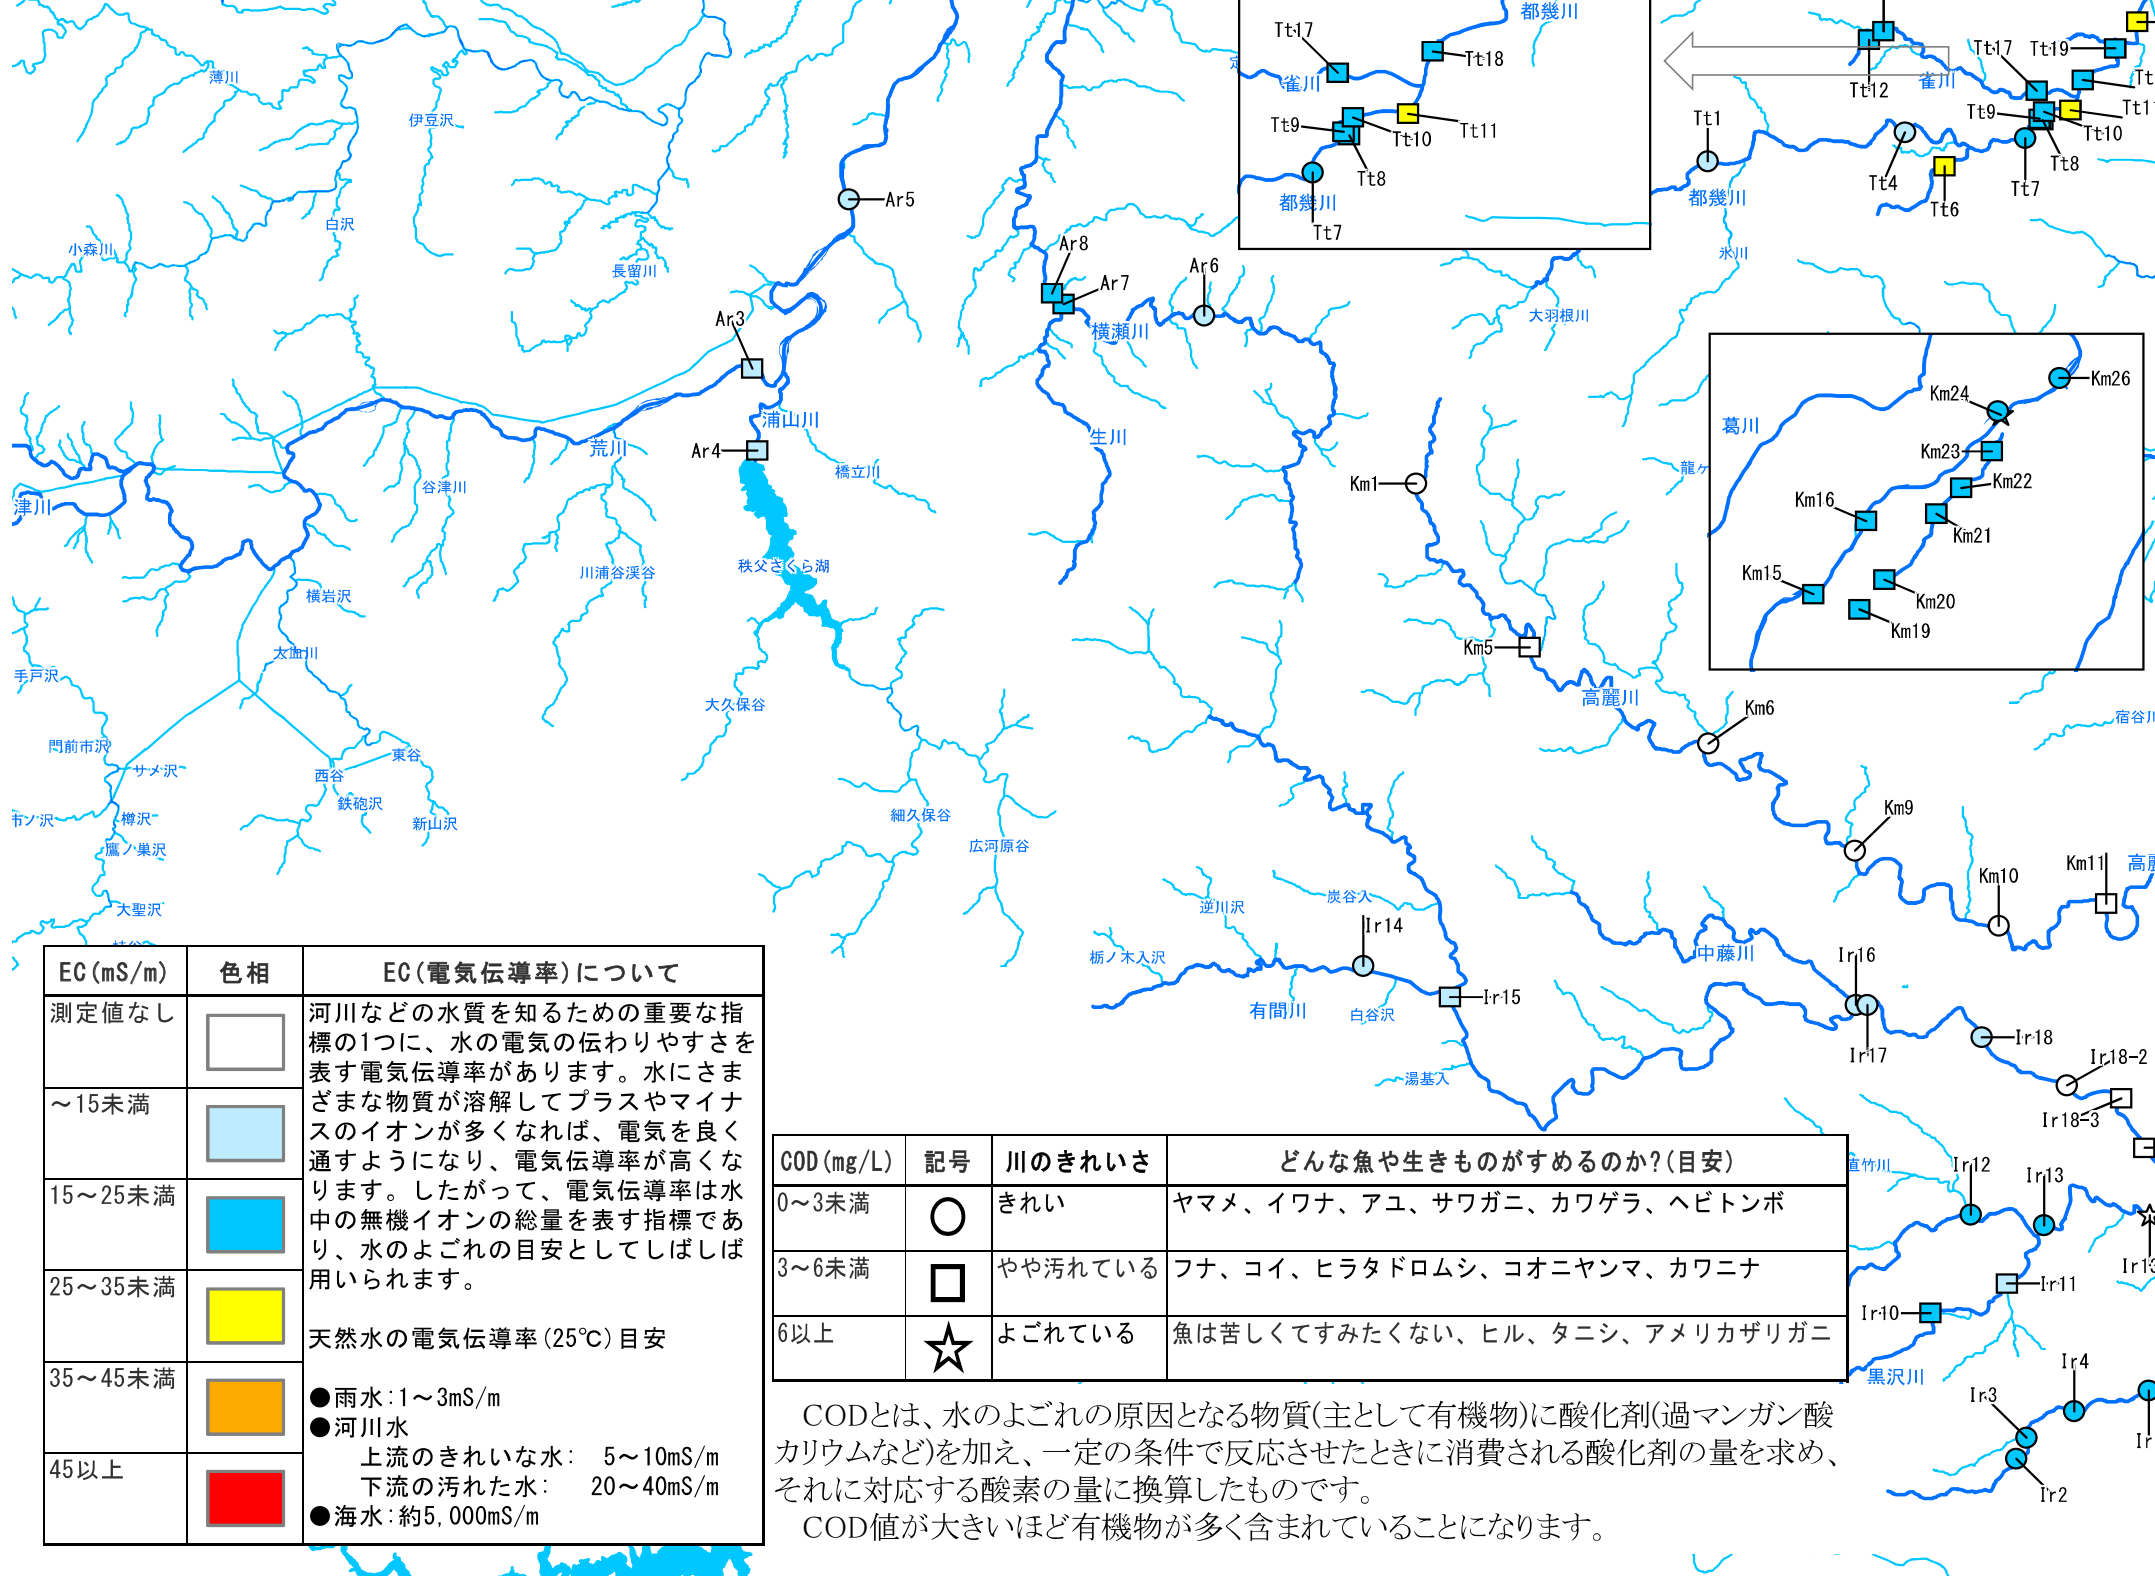 都幾川
Tt17
Tt18
雀川
Tt9
Tt10
Tt11
Tt8
都幾川
Tt7
Tt17
Tt19
Tt12
雀川
Tt1
Tt9
Tt10
Tt8
Tt4
Tt7
Tt6
都幾川
氷川
薄川
伊豆沢
白沢
小森川
長留川
Ar5
Ar8
Ar7
Ar6
横瀬川
Ar3
大羽根川
浦山川
荒川
Ar4
橋立川
生川
谷津川
津川
Km1
秩父さくら湖
川浦谷渓谷
横岩沢
Km26
Km24
葛川
Km23
Km22
Km16
Km21
Km15
Km20
Km19
Km5
高麗川
Km6
手戸沢
大血川
大久保谷
門前市沢
サメ沢
東谷
西谷
鉄砲沢
新山沢
市ノ沢
樽沢
鷹ノ巣沢
大聖沢
細久保谷
広河原谷
宿谷川
Km9
Km10
Km11
炭谷入
逆川沢
Ir14
栃ノ木入沢
有間川
白谷沢
Ir15
湯基入
中藤川
Ir16
Ir17
Ir18
Ir18-2
Ir18-3
直竹川
Ir12
Ir13
Ir11
Ir10
黒沢川
Ir4
Ir3
Ir2
EC(mS/m) 色相 EC(電気伝導率)について
測定値なし
～15未満
15～25未満
25～35未満
35～45未満
45以上
河川などの水質を知るための重要な指
標の1つに、水の電気の伝わりやすさを
表す電気伝導率があります。水にさま
ざまな物質が溶解してプラスやマイナ
スのイオンが多くなれば、電気を良く
通すようになり、電気伝導率が高くな
ります。したがって、電気伝導率は水
中の無機イオンの総量を表す指標であ
り、水のよごれの目安としてしばしば
用いられます。
天然水の電気伝導率(25℃)目安
●雨水:1～3mS/m
●河川水
上流のきれいな水: 5～10mS/m
下流の汚れた水: 20～40mS/m
●海水:約5,000mS/m
COD(mg/L) 記号 川のきれいさ どんな魚や生きものがすめるのか?(目安)
0～3未満 ○ きれい ヤマメ、イワナ、アユ、サワガニ、カワゲラ、ヘビトンボ
3～6未満 □ やや汚れている フナ、コイ、ヒラタドロムシ、コオニヤンマ、カワニナ
6以上 ☆ よごれている 魚は苦しくてすみたくない、ヒル、タニシ、アメリカザリガニ
CODとは、水のよごれの原因となる物質(主として有機物)に酸化剤(過マンガン酸
カリウムなど)を加え、一定の条件で反応させたときに消費される酸化剤の量を求め、
それに対応する酸素の量に換算したものです。
COD値が大きいほど有機物が多く含まれていることになります。